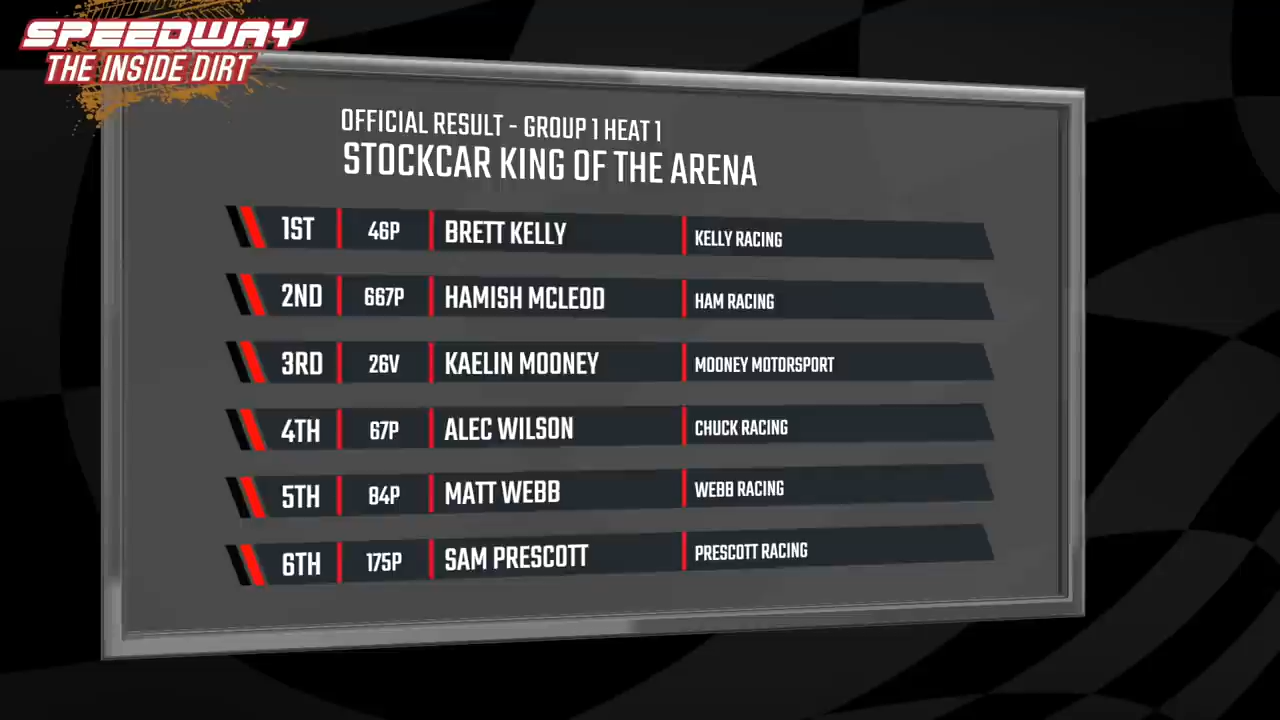 SPEEDWAY
THE INSIDE DIRT
OFFICIAL RESULT - GROUP 1 HEAT 1
STOCKCAR KING OF THE ARENA
1ST 46P BRETT KELLY KELLY RACING
2ND 667P HAMISH MCLEOD HAM RACING
3RD 26V KAELIN MOONEY MOONEY MOTORSPORT
4TH 67P ALEC WILSON CHUCK RACING
5TH 84P MATT WEBB WEBB RACING
6TH 175P SAM PRESCOTT PRESCOTT RACING